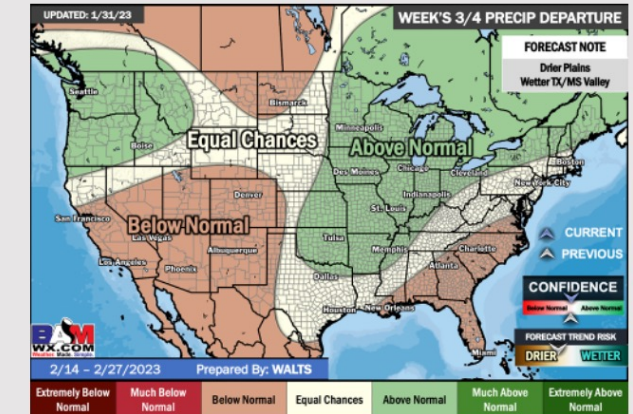 UPDATED: 1/31/23
WEEK'S 3/4 PRECIP DEPARTURE
FORECAST NOTE
Drier Plains
Wetter TX/MS Valley
Seattle
Bismarck
Minneapolis
Equal Chances
Above Normal
Boise
Boston
Des Moines
Chicago
Cleveland
New York City
Denver
Indianapolis
San Francisco
Below Normal
St. Louis
Las Vegas
Albuquerque
Tulsa
Memphis
Charlotte
Los Angeles
Phoenix
Dallas
Atlanta
Houston
New Orleans
Miami
CURRENT
PREVIOUS
CONFIDENCE
Below Normal
Above Normal
FORECAST TREND RISK
DRIER
WETTER
BAM
WX.COM
Weather Made Simple.
2/14 – 2/27/2023
Prepared By: WALTS
Extremely Below Normal
Much Below Normal
Below Normal
Equal Chances
Above Normal
Much Above Normal
Extremely Above Normal